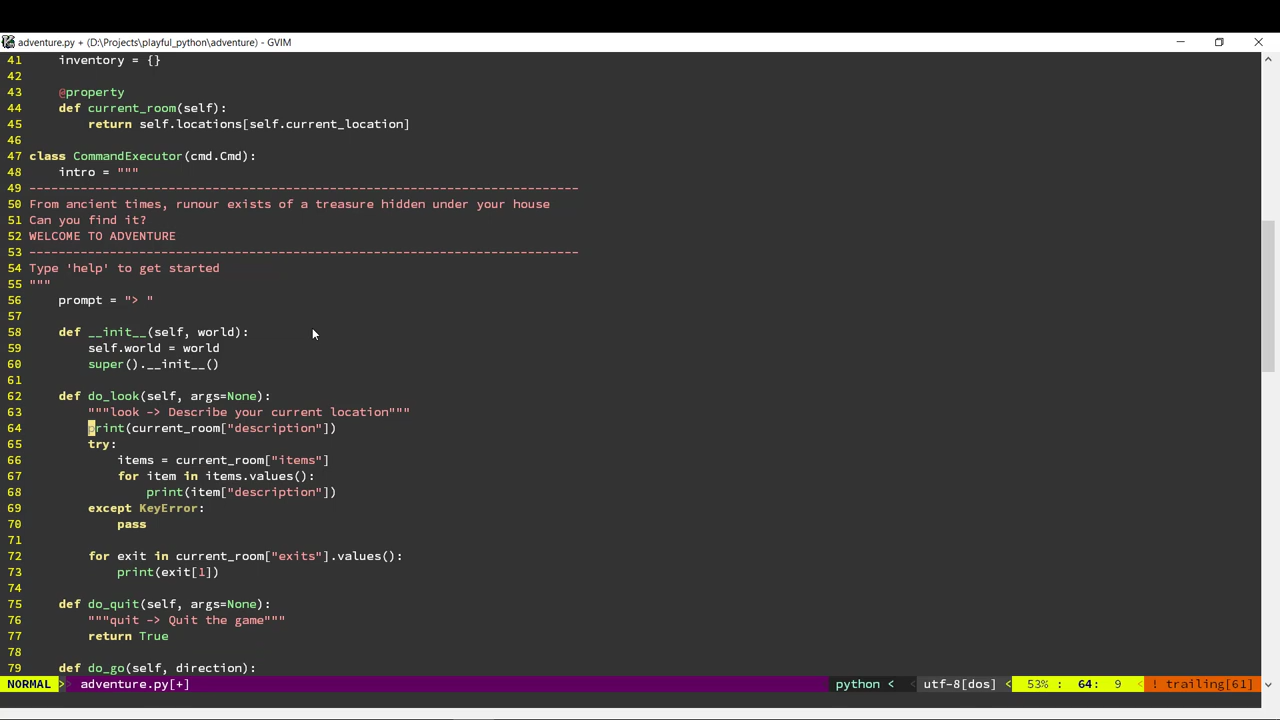 adventure.py + (D:\Projects\playful_python\adventure) - GVIM
41     inventory = {}
42
43     @property
44     def current_room(self):
45         return self.locations[self.current_location]
46
47 class CommandExecutor(cmd.Cmd):
48     intro = """
49 ---------------------------------------------------------------------------
50 From ancient times, runour exists of a treasure hidden under your house
51 Can you find it?
52 WELCOME TO ADVENTURE
53 ---------------------------------------------------------------------------
54 Type 'help' to get started
55 """
56     prompt = "> "
57
58     def __init__(self, world):
59         self.world = world
60         super().__init__()
61
62     def do_look(self, args=None):
63         """look -> Describe your current location"""
64         print(current_room["description"])
65         try:
66             items = current_room["items"]
67             for item in items.values():
68                 print(item["description"])
69         except KeyError:
70             pass
71
72         for exit in current_room["exits"].values():
73             print(exit[1])
74
75     def do_quit(self, args=None):
76         """quit -> Quit the game"""
77         return True
78
79     def do_go(self, direction):
NORMAL > adventure.py[+] python < < utf-8[dos] < 53% : 64: 9 < ! trailing[61]